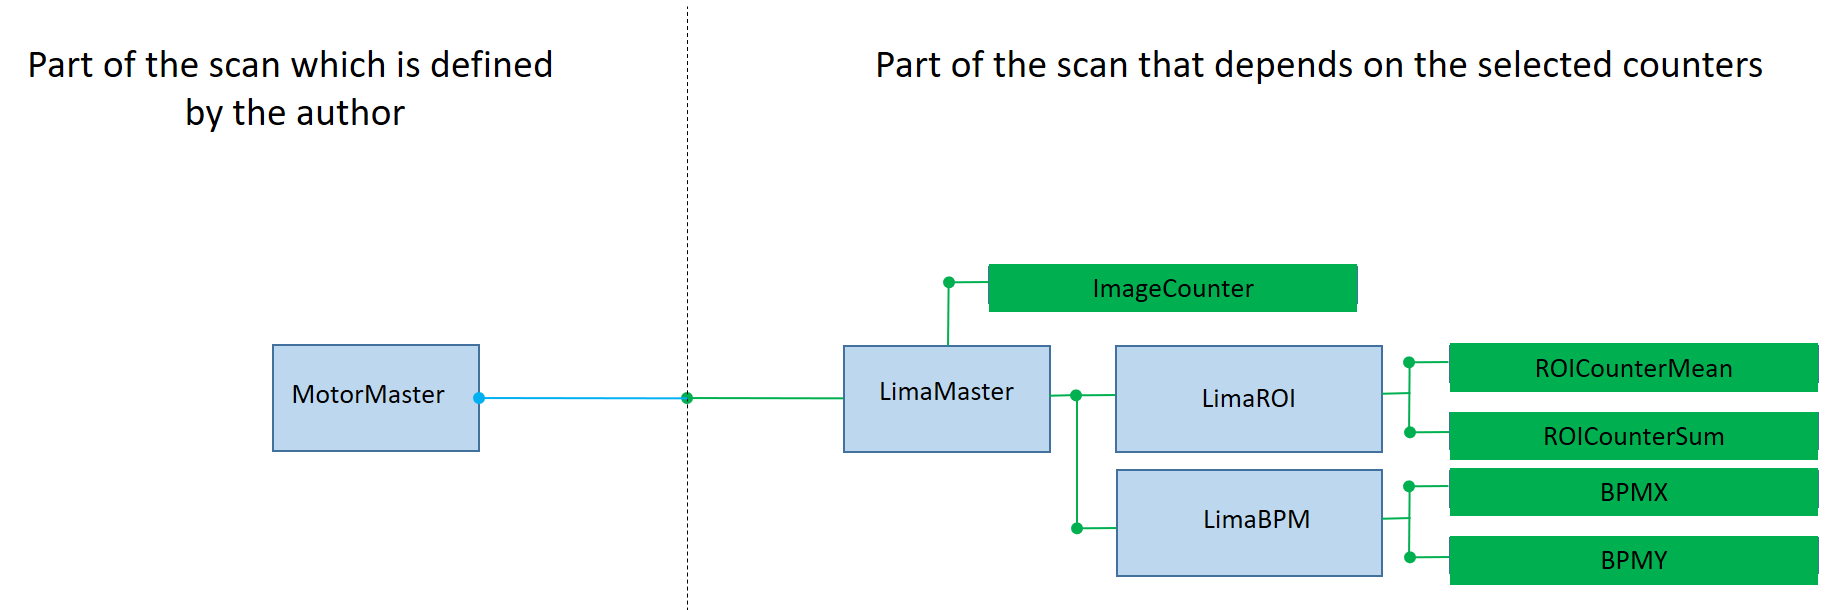 Part of the scan which is defined
by the author
Part of the scan that depends on the selected counters
ImageCounter
MotorMaster
LimaMaster
LimaROI
ROICounterMean
ROICounterSum
LimaBPM
BPMX
BPMY